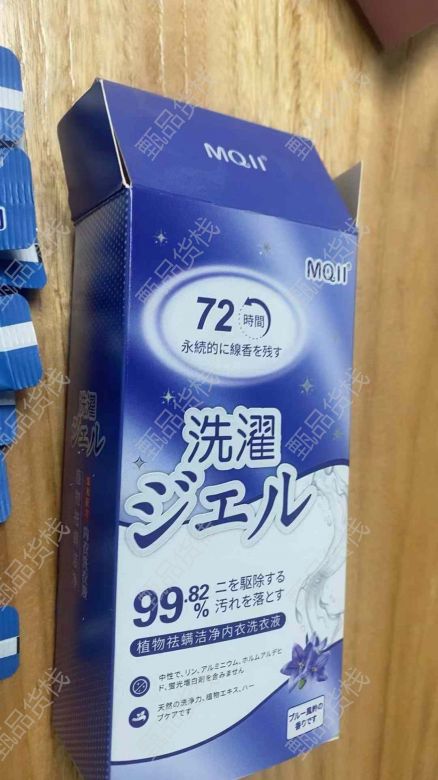 MQII®
MQII®
72 時間
永続的に線香を残す
洗濯
ジェル
99.82%
ニを駆除する
汚れを落とす
植物祛螨洁净内衣洗衣液
中性で、リン、アルミニウム、ホルムアルデヒ
ド、蛍光増白剤を含みません
天然の洗浄力、植物エキス、ハー
ブケアです
ブルー風鈴の
香りです
洗濯
ジェル
甄品货栈